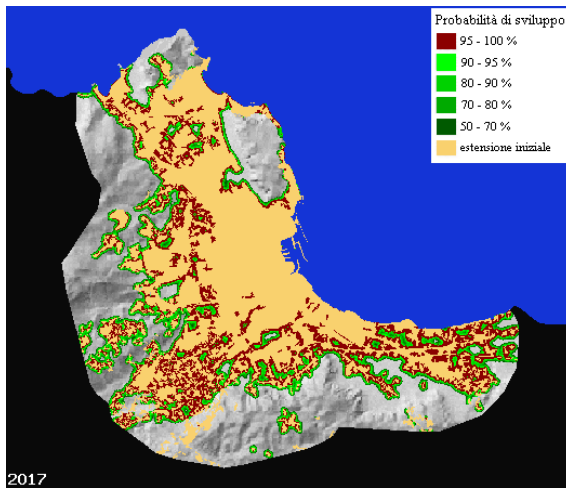 Probabilità di sviluppo
95 - 100 %
90 - 95%
80 - 90%
70 - 80%
50 - 70 %
estensione iniziale
2017